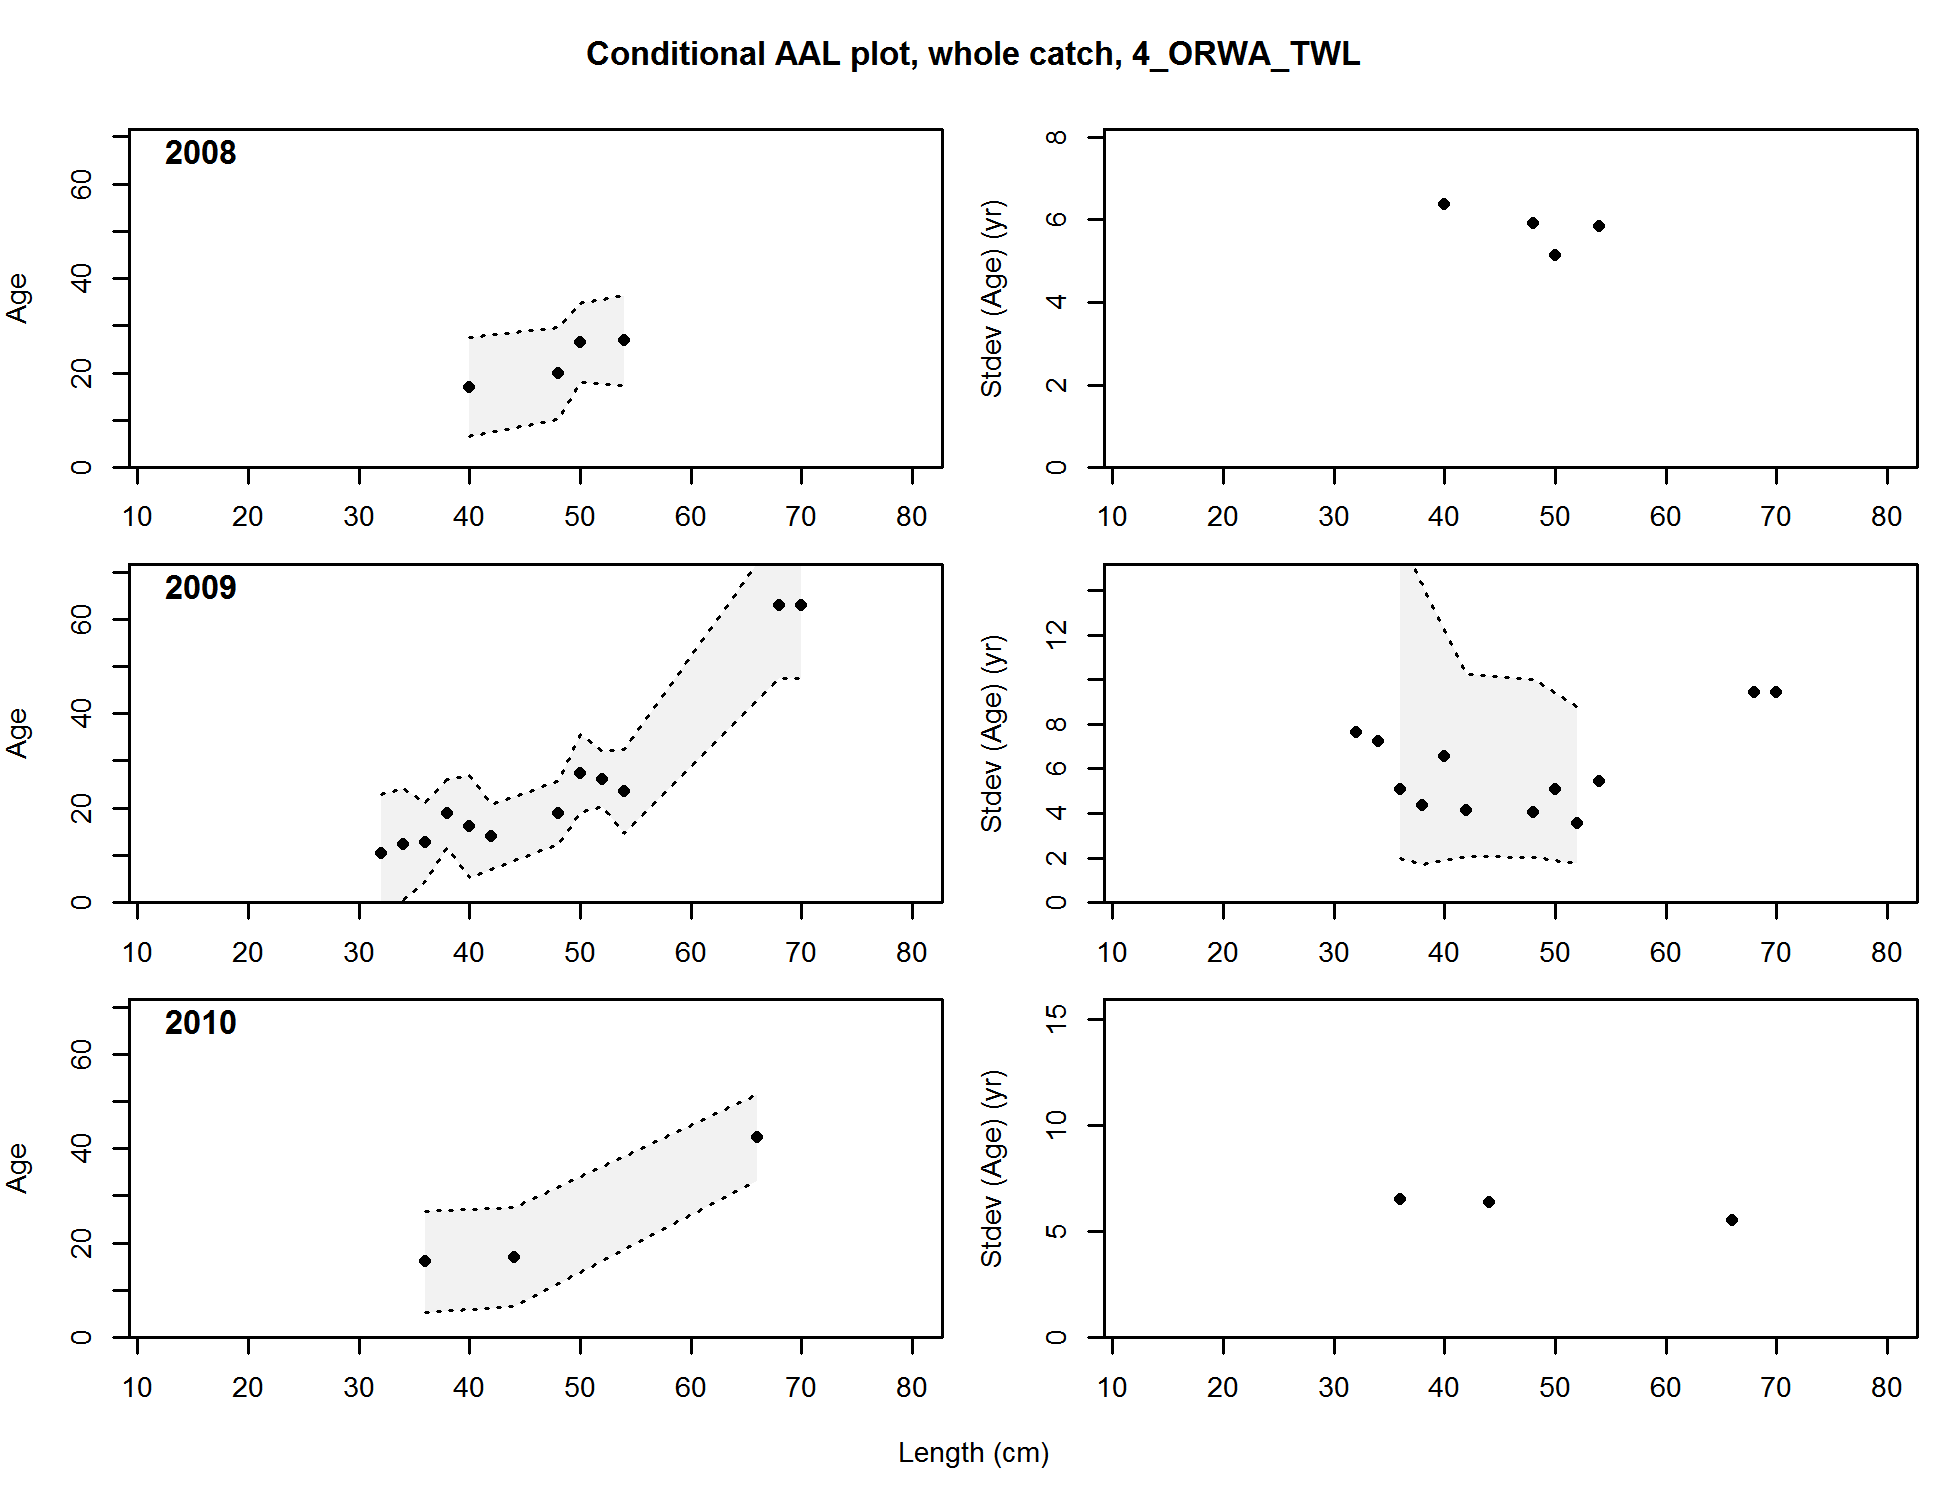 Conditional AAL plot, whole catch, 4_ORWA_TWL
2008
Age
0 20 40 60
10 20 30 40 50 60 70 80
Stdev (Age) (yr)
0 2 4 6 8
10 20 30 40 50 60 70 80
2009
Age
0 20 40 60
10 20 30 40 50 60 70 80
Stdev (Age) (yr)
0 2 4 6 8 12
10 20 30 40 50 60 70 80
2010
Age
0 20 40 60
10 20 30 40 50 60 70 80
Stdev (Age) (yr)
0 5 10 15
10 20 30 40 50 60 70 80
Length (cm)